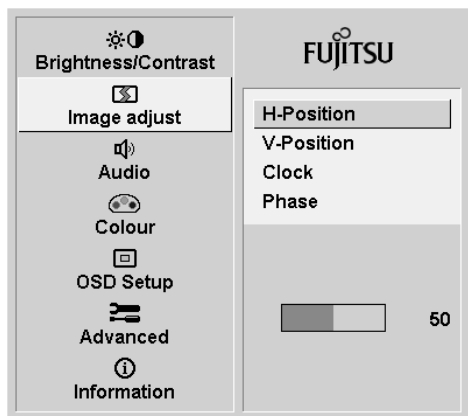 Brightness/Contrast
Image adjust
Audio
Colour
OSD Setup
Advanced
Information
FUJITSU
H-Position
V-Position
Clock
Phase
50